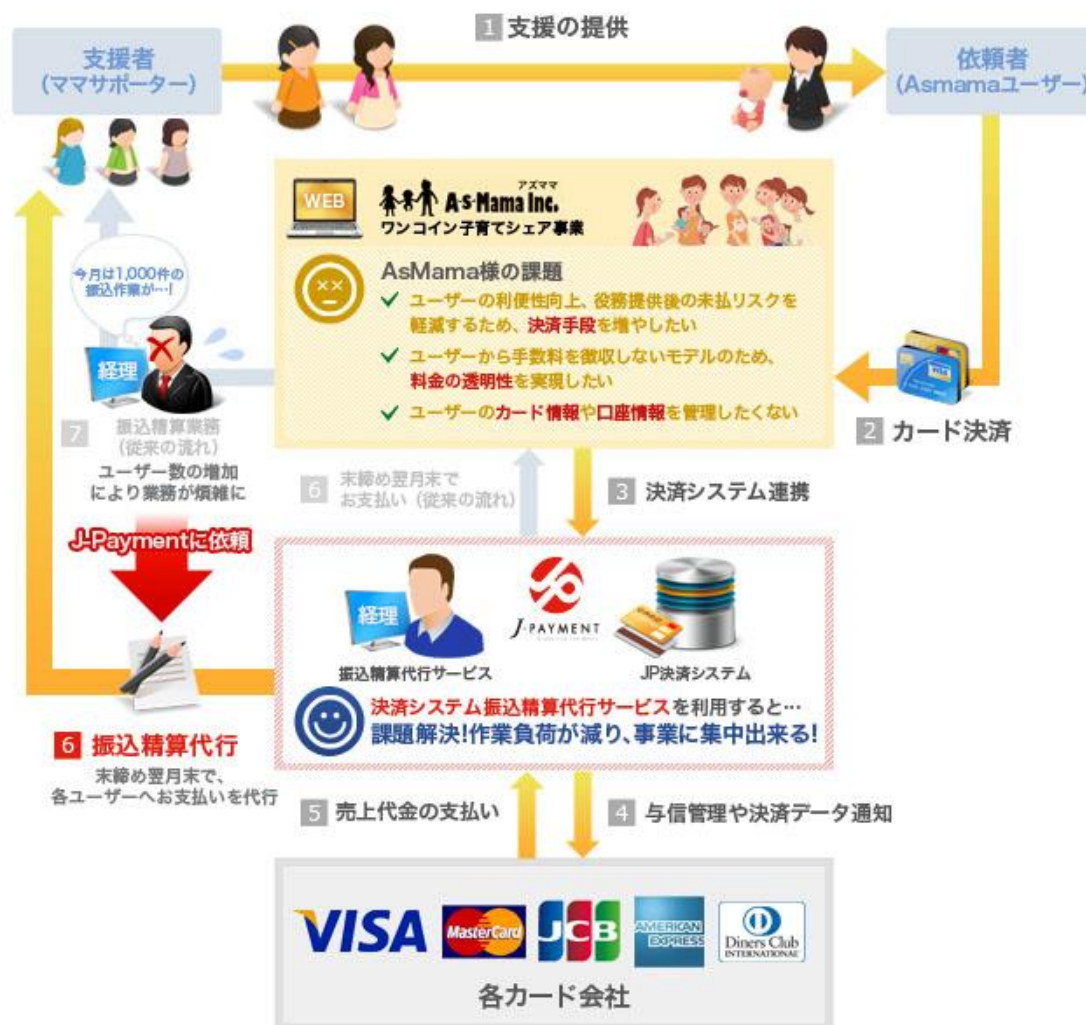 1 支援の提供
支援者
(ママサポーター)
依頼者
(Asmamaユーザー)
WEB
アズママ
AsMama Inc.
ワンコイン子育てシェア事業
AsMama様の課題
ユーザーの利便性向上、役務提供後の未払リスクを
軽減するため、決済手段を増やしたい
ユーザーから手数料を徴収しないモデルのため、
料金の透明性を実現したい
ユーザーのカード情報や口座情報を管理したくない
今月は1,000件の
振込作業が…!
経理
7 振込精算業務
(従来の流れ)
ユーザー数の増加
により業務が煩雑に
VISA
2 カード決済
6 末締め翌月末で
お支払い(従来の流れ)
3 決済システム連携
J-Paymentに依頼
経理
J-PAYMENT
振込精算代行サービス
JP決済システム
決済システム振込精算代行サービスを利用すると…
課題解決!作業負荷が減り、事業に集中出来る!
6 振込精算代行
末締め翌月末で、
各ユーザーへお支払いを代行
5 売上代金の支払い
4 与信管理や決済データ通知
VISA
MasterCard
JCB
AMERICAN
EXPRESS
Diners Club
INTERNATIONAL
各カード会社